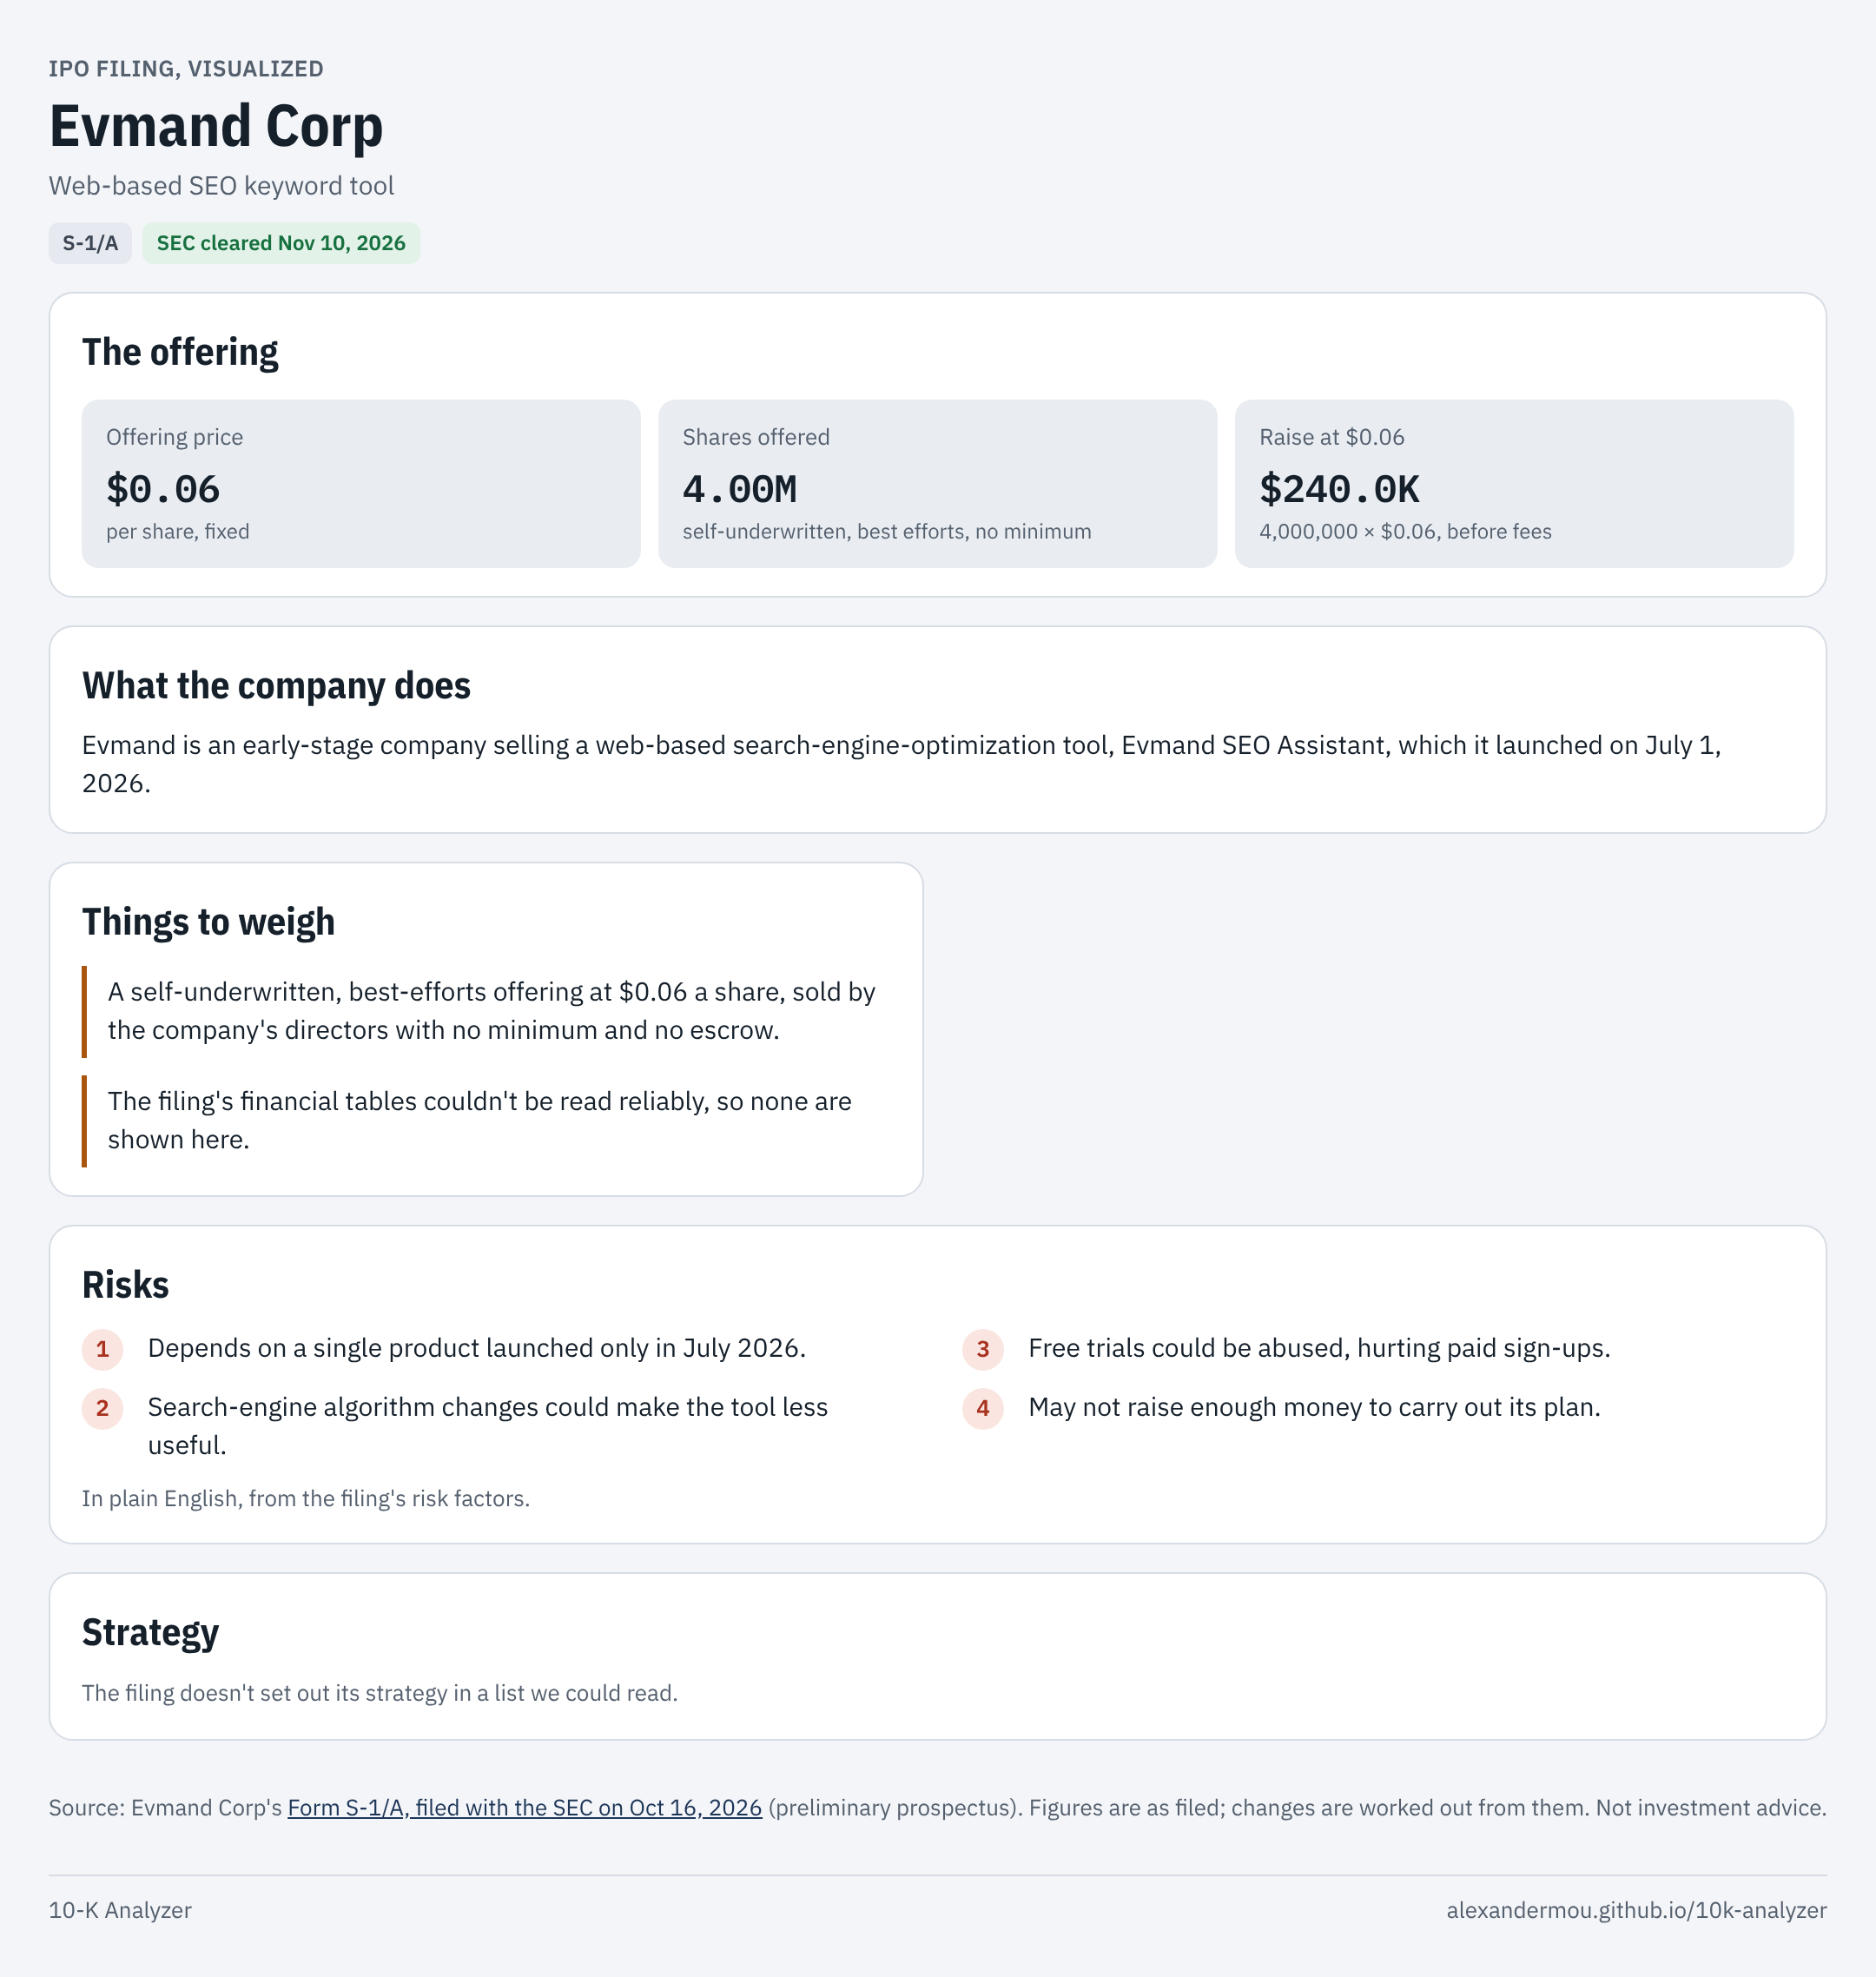 IPO FILING, VISUALIZED
Evmand Corp
Web-based SEO keyword tool
S-1/A
SEC cleared Nov 10, 2026
The offering
Offering price
$0.06
per share, fixed
Shares offered
4.00M
self-underwritten, best efforts, no minimum
Raise at $0.06
$240.0K
4,000,000 × $0.06, before fees
What the company does
Evmand is an early-stage company selling a web-based search-engine-optimization tool, Evmand SEO Assistant, which it launched on July 1,
2026.
Things to weigh
A self-underwritten, best-efforts offering at $0.06 a share, sold by
the company's directors with no minimum and no escrow.
The filing's financial tables couldn't be read reliably, so none are
shown here.
Risks
1 Depends on a single product launched only in July 2026.
2 Search-engine algorithm changes could make the tool less
useful.
3 Free trials could be abused, hurting paid sign-ups.
4 May not raise enough money to carry out its plan.
In plain English, from the filing's risk factors.
Strategy
The filing doesn't set out its strategy in a list we could read.
Source: Evmand Corp's Form S-1/A, filed with the SEC on Oct 16, 2026 (preliminary prospectus). Figures are as filed; changes are worked out from them. Not investment advice.
10-K Analyzer
alexandermou.github.io/10k-analyzer